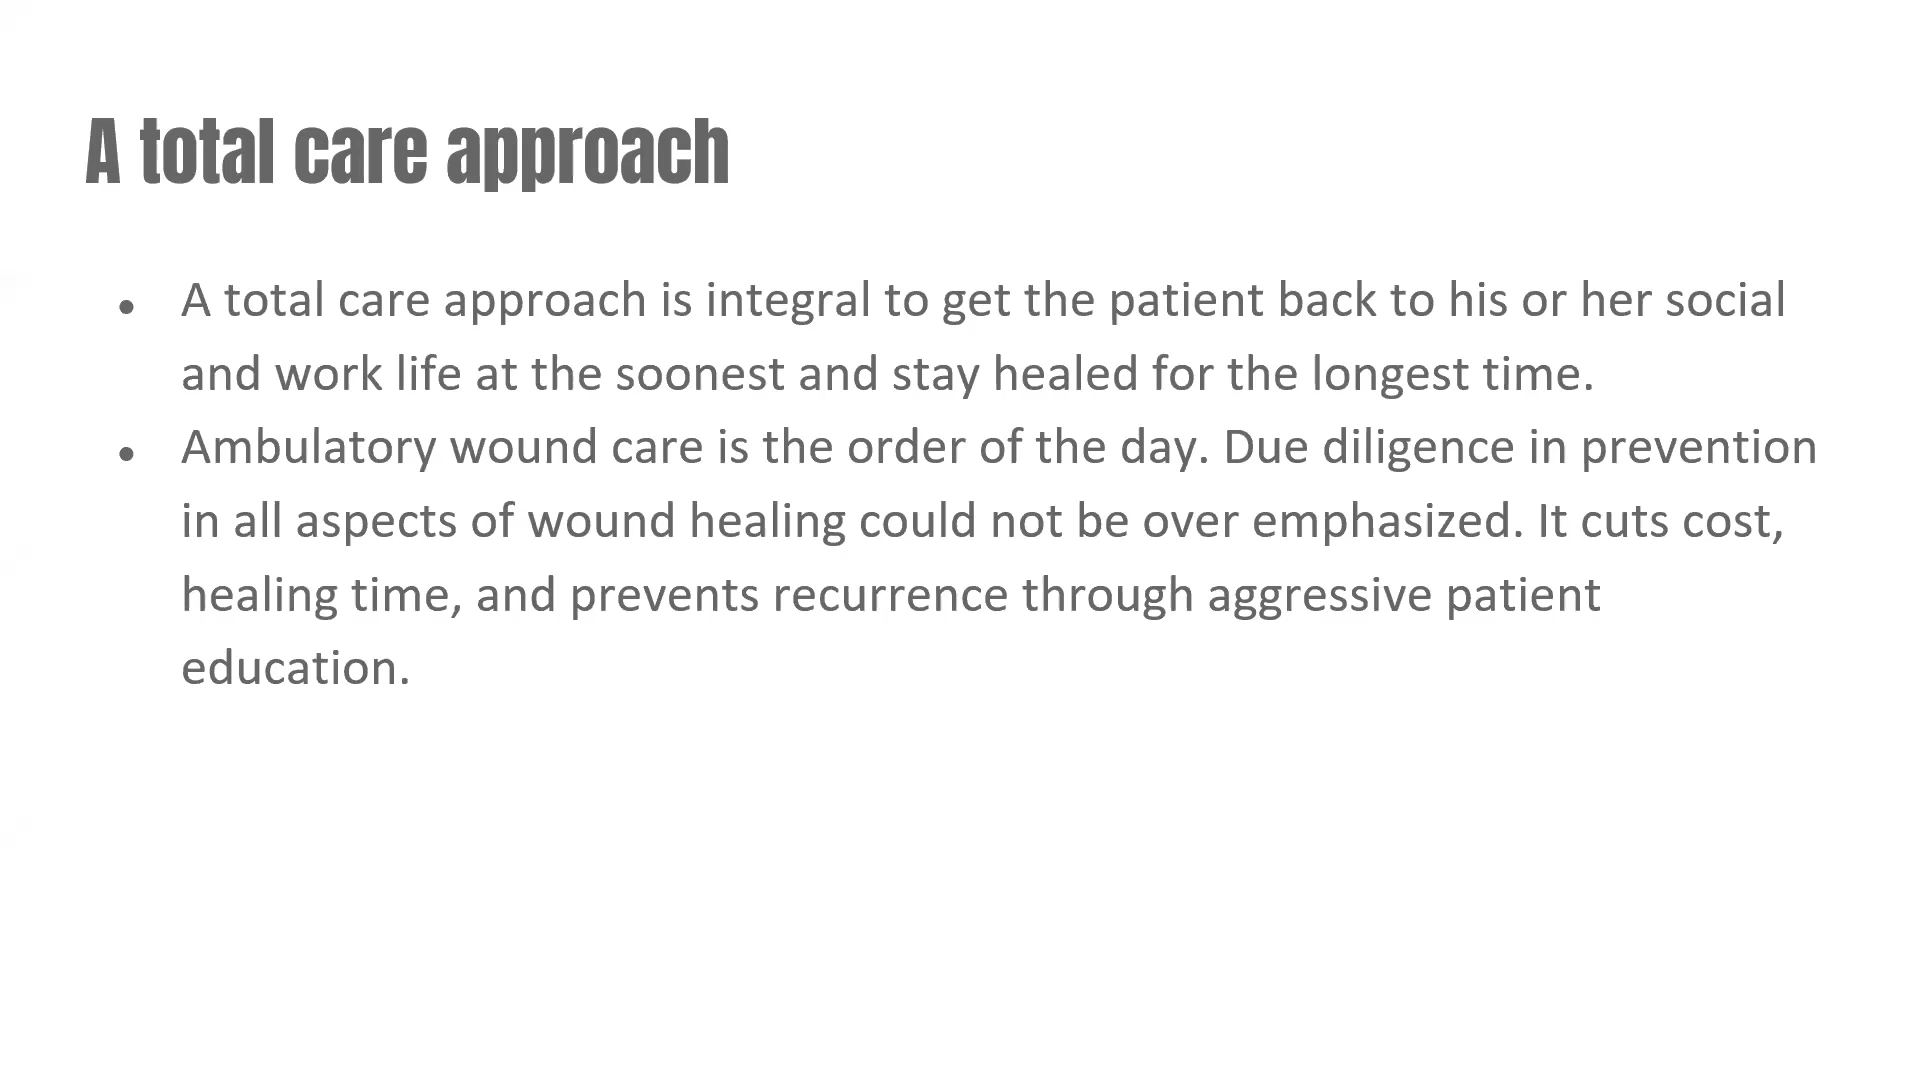 A total care approach
• A total care approach is integral to get the patient back to his or her social
and work life at the soonest and stay healed for the longest time.
• Ambulatory wound care is the order of the day. Due diligence in prevention
in all aspects of wound healing could not be over emphasized. It cuts cost,
healing time, and prevents recurrence through aggressive patient
education.